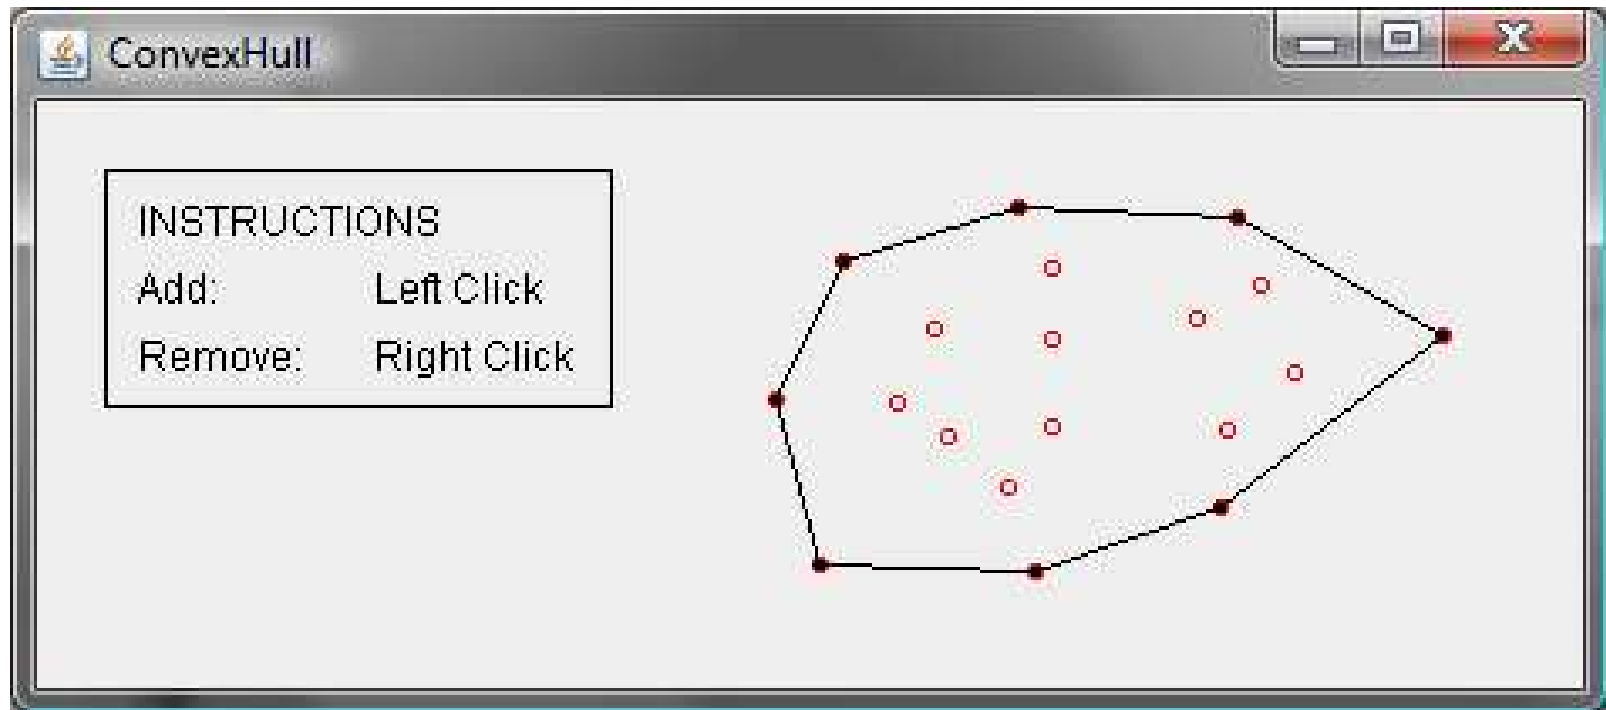 ConvexHull
INSTRUCTIONS
Add: Left Click
Remove: Right Click